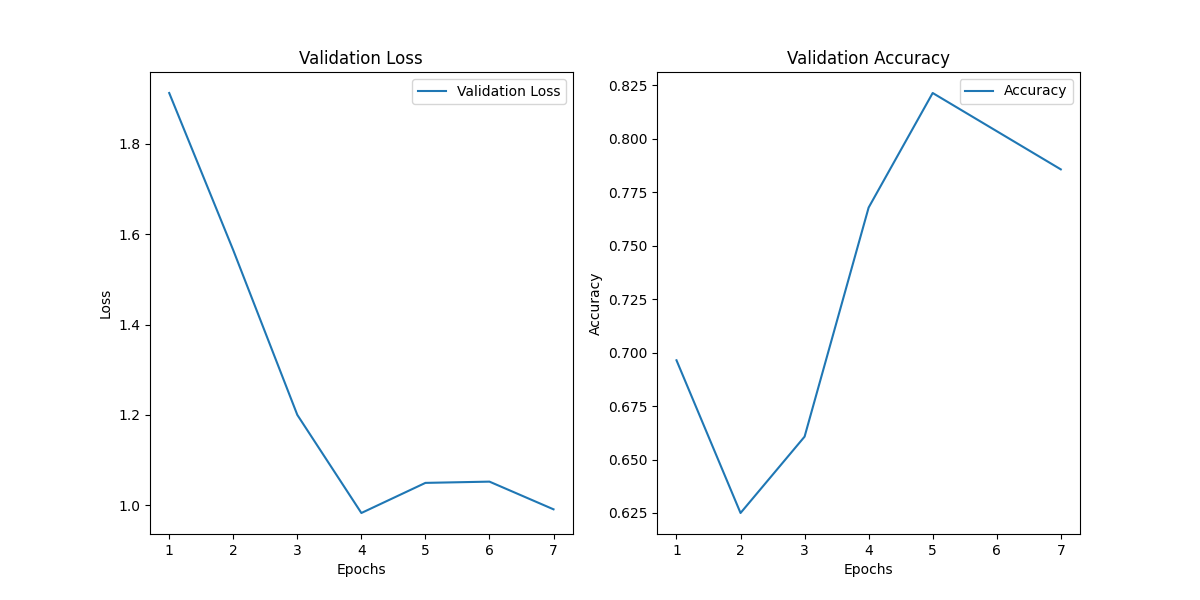 Validation Loss
Validation Loss
1.8
1.6
1.4
1.2
1.0
Loss
1 2 3 4 5 6 7
Epochs
Validation Accuracy
Accuracy
0.825
0.800
0.775
0.750
0.725
0.700
0.675
0.650
0.625
Accuracy
1 2 3 4 5 6 7
Epochs